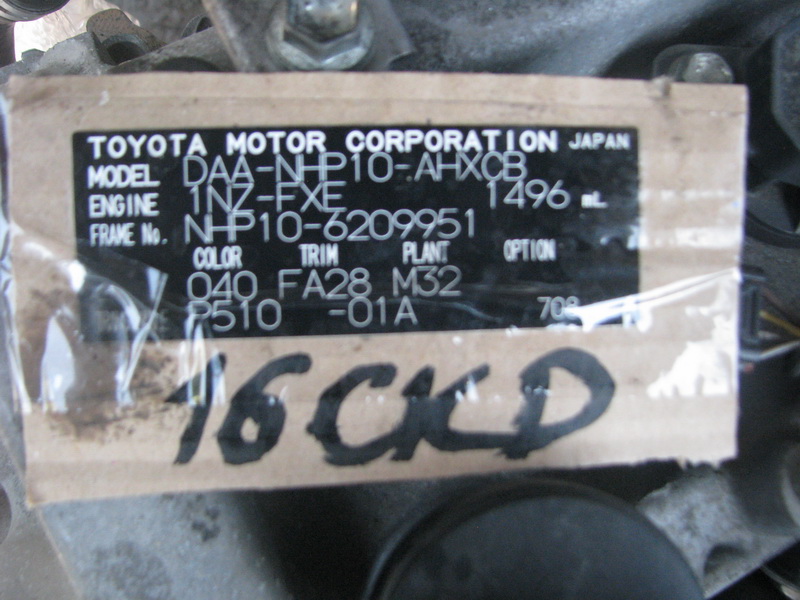 TOYOTA MOTOR CORPORATION JAPAN
MODEL DAA-NHP10-AHXCB
ENGINE 1NZ-FXE 1496 mL
FRAME No. NHP10-6209951
COLOR TRIM PLANT OPTION
040 FA28 M32
P510 -01A
16CKD